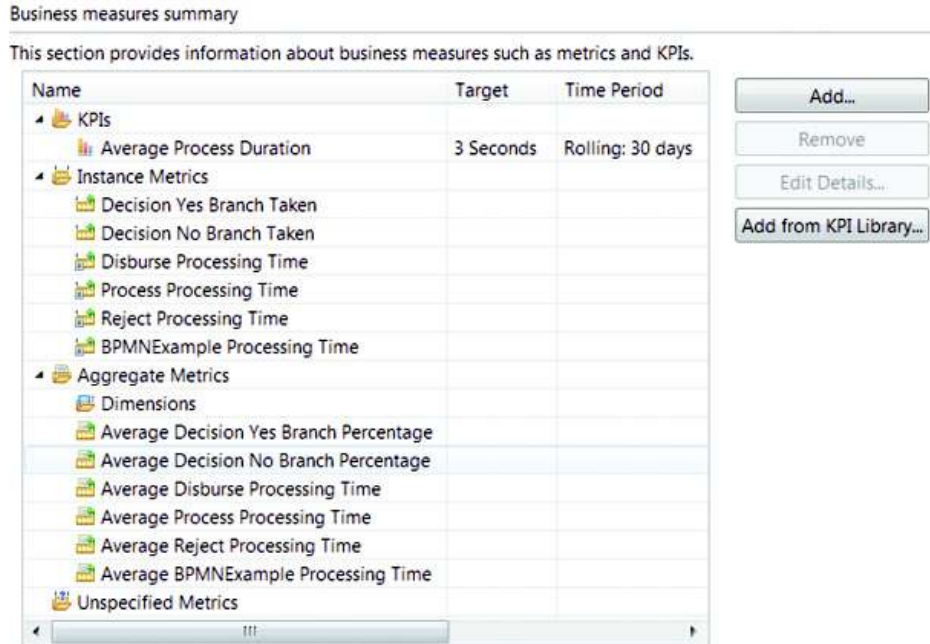 Business measures summary
This section provides information about business measures such as metrics and KPIs.
Name Target Time Period
KPIs
Average Process Duration 3 Seconds Rolling: 30 days
Instance Metrics
Decision Yes Branch Taken
Decision No Branch Taken
Disburse Processing Time
Process Processing Time
Reject Processing Time
BPMNExample Processing Time
Aggregate Metrics
Dimensions
Average Decision Yes Branch Percentage
Average Decision No Branch Percentage
Average Disburse Processing Time
Average Process Processing Time
Average Reject Processing Time
Average BPMNExample Processing Time
Unspecified Metrics
Add...
Remove
Edit Details...
Add from KPI Library...